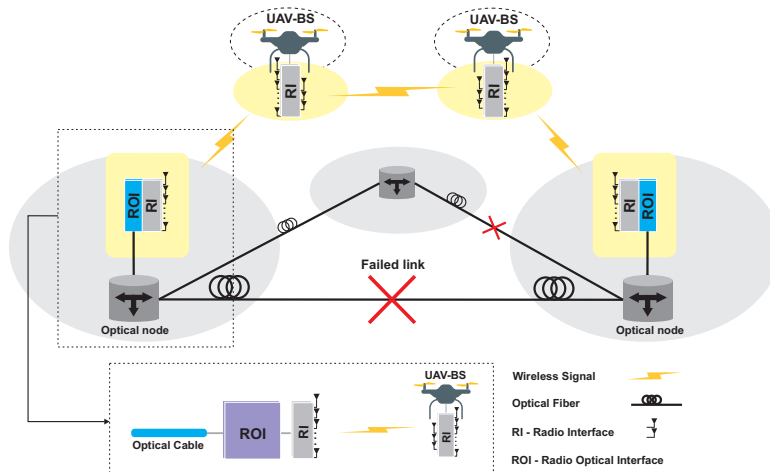 UAV-BS
UAV-BS
RI
RI
ROI
RI
RI
ROI
Failed link
Optical node
Optical node
UAV-BS
Optical Cable
ROI
RI
RI
Wireless Signal
Optical Fiber
RI - Radio Interface
ROI - Radio Optical Interface